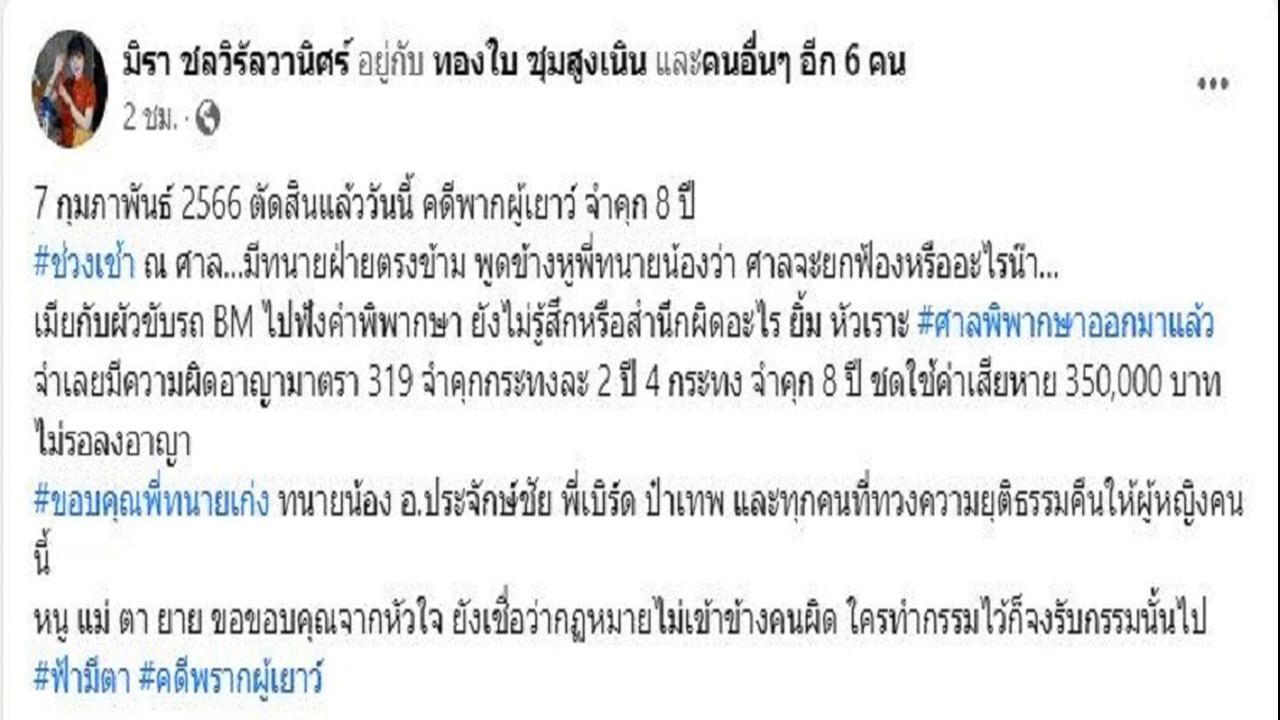 มิรา ชลวิรัลวานิศร์ อยู่กับ ทองใบ ชุมสูงเนิน และคนอื่นๆ อีก 6 คน
2 ชม. ·
7 กุมภาพันธ์ 2566 ตัดสินแล้ววันนี้ คดีพากผู้เยาว์ จำคุก 8 ปี
#ช่วงเช้า ณ ศาล...มีทนายฝ่ายตรงข้าม พูดข้างหูพี่ทนายน้องว่า ศาลจะยกฟ้องหรืออะไรน๊า...
เมียกับผัวขับรถ BM ไปฟังคำพิพากษา ยังไม่รู้สึกหรือสำนึกผิดอะไร ยิ้ม หัวเราะ #ศาลพิพากษาออกมาแล้ว
จำเลยมีความผิดอาญามาตรา 319 จำคุกกระทงละ 2 ปี 4 กระทง จำคุก 8 ปี ชดใช้ค่าเสียหาย 350,000 บาท
ไม่รอลงอาญา
#ขอบคุณพี่ทนายเก่ง ทนายน้อง อ.ประจักษ์ชัย พี่เบิร์ด ป๋าเทพ และทุกคนที่ทวงความยุติธรรมคืนให้ผู้หญิงคน
นี้
หนู แม่ ตา ยาย ขอขอบคุณจากหัวใจ ยังเชื่อว่ากฎหมายไม่เข้าข้างคนผิด ใครทำกรรมไว้ก็จงรับกรรมนั้นไป
#ฟ้ามีตา #คดีพรากผู้เยาว์